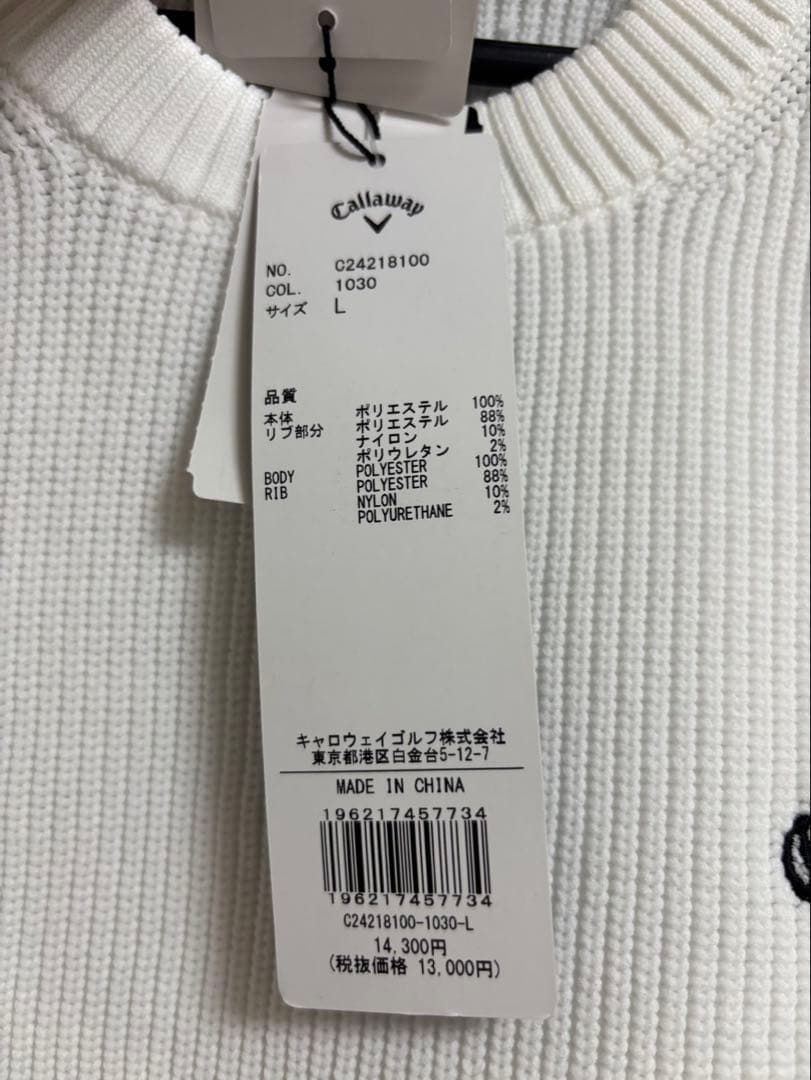 Callaway
NO. C24218100
COL. 1030
サイズ L
品質
本体 ポリエステル 100%
リブ部分 ポリエステル 88%
ナイロン 10%
ポリウレタン 2%
BODY POLYESTER 100%
RIB POLYESTER 88%
NYLON 10%
POLYURETHANE 2%
キャロウェイゴルフ株式会社
東京都港区白金台5-12-7
MADE IN CHINA
196217457734
196217457734
C24218100-1030-L
14,300円
(税抜価格 13,000円)